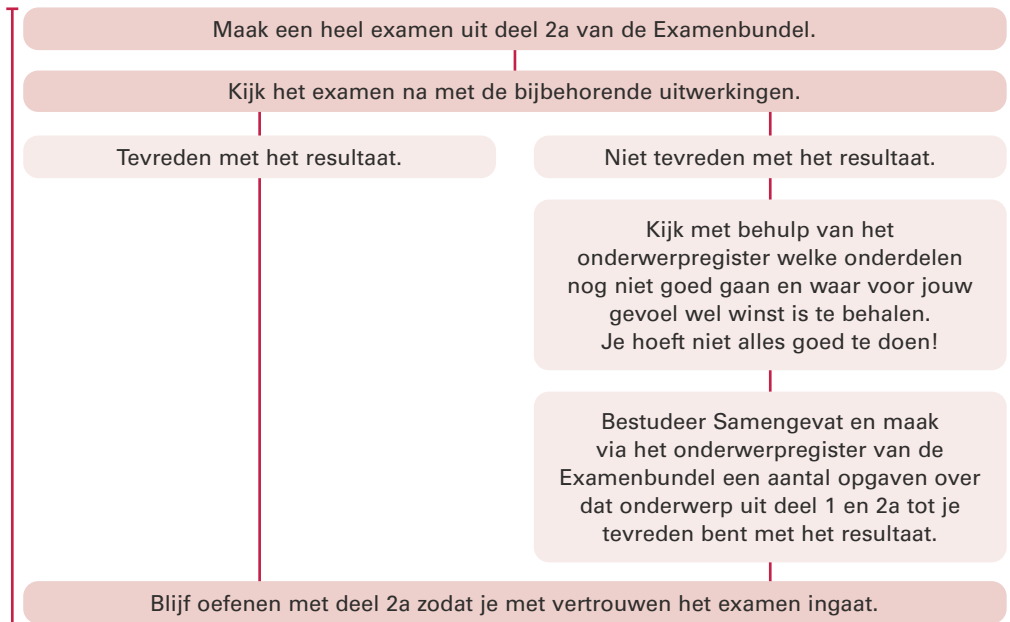 Maak een heel examen uit deel 2a van de Examenbundel.
Kijk het examen na met de bijbehorende uitwerkingen.
Tevreden met het resultaat.
Niet tevreden met het resultaat.
Kijk met behulp van het
onderwerpregister welke onderdelen
nog niet goed gaan en waar voor jouw
gevoel wel winst is te behalen.
Je hoeft niet alles goed te doen!
Bestudeer Samengevat en maak
via het onderwerpregister van de
Examenbundel een aantal opgaven over
dat onderwerp uit deel 1 en 2a tot je
tevreden bent met het resultaat.
Blijf oefenen met deel 2a zodat je met vertrouwen het examen ingaat.